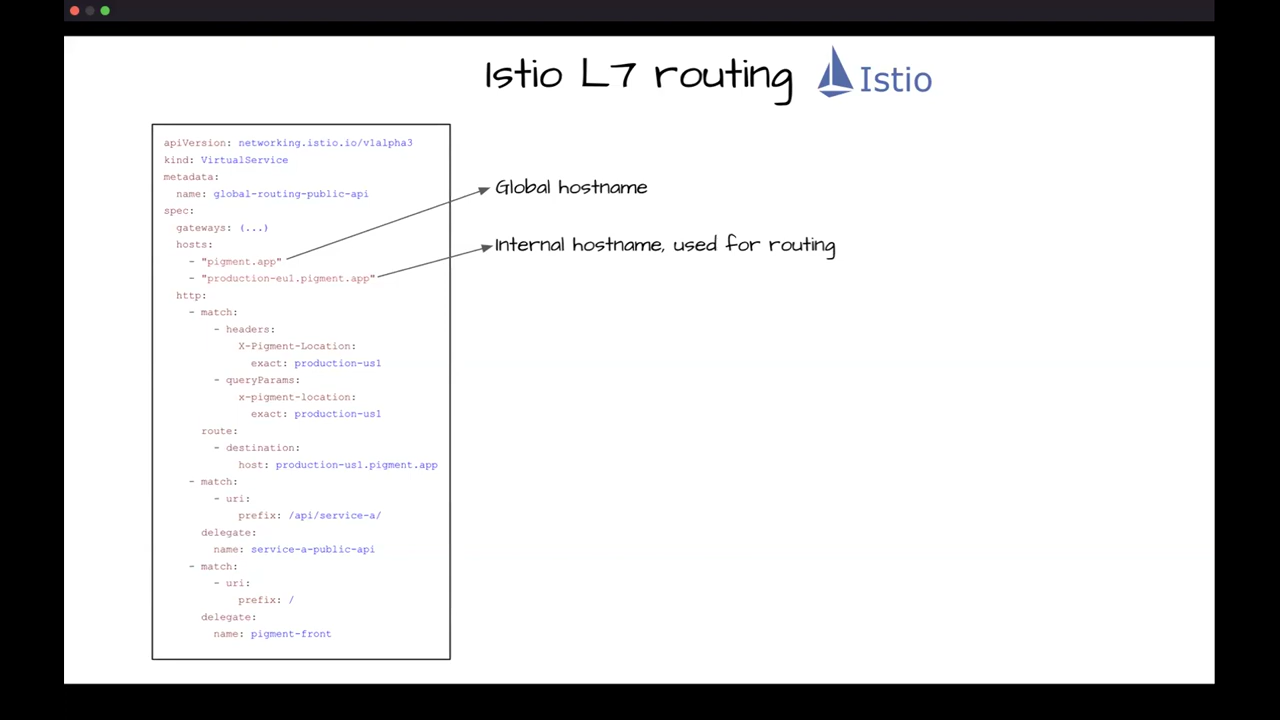 Istio L7 routing
Istio
apiVersion: networking.istio.io/v1alpha3
kind: VirtualService
metadata:
  name: global-routing-public-api
spec:
  gateways: (...)
  hosts:
    - "pigment.app"
    - "production-eu1.pigment.app"
  http:
    - match:
        - headers:
            X-Pigment-Location:
              exact: production-us1
        - queryParams:
            x-pigment-location:
              exact: production-us1
      route:
        - destination:
            host: production-us1.pigment.app
    - match:
        - uri:
            prefix: /api/service-a/
      delegate:
        name: service-a-public-api
    - match:
        - uri:
            prefix: /
      delegate:
        name: pigment-front
Global hostname
Internal hostname, used for routing